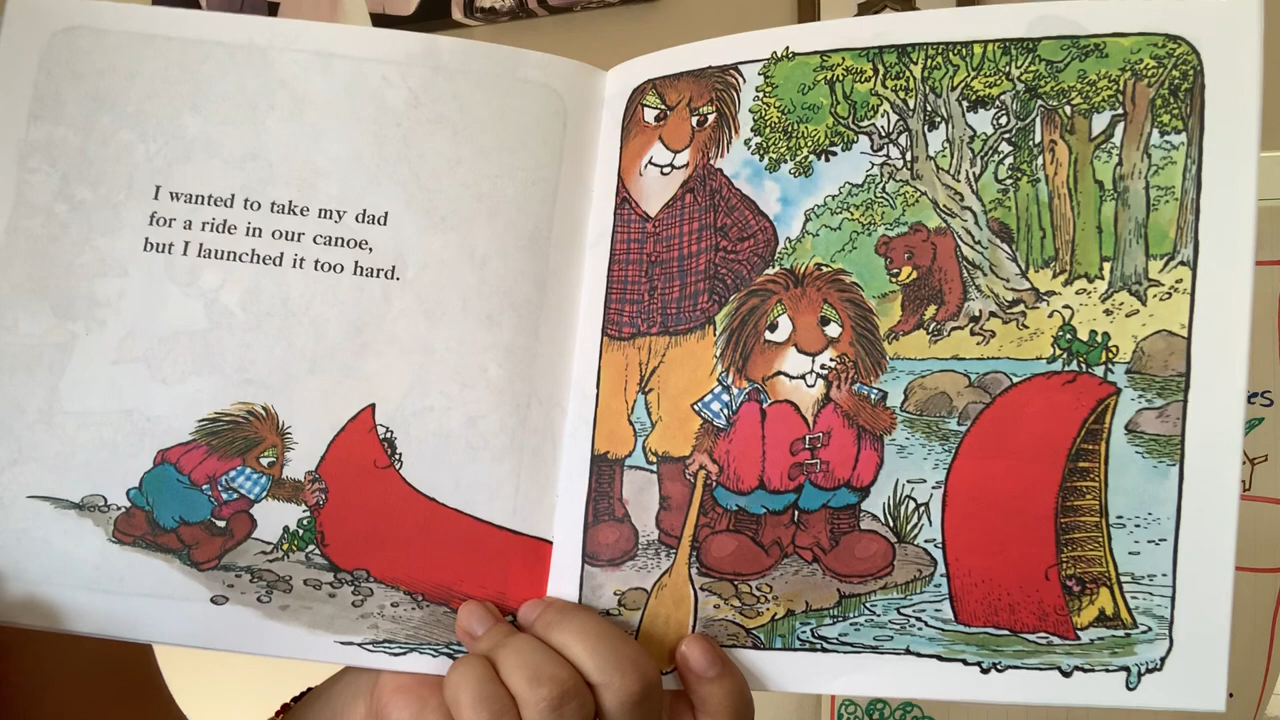 I wanted to take my dad
for a ride in our canoe,
but I launched it too hard.